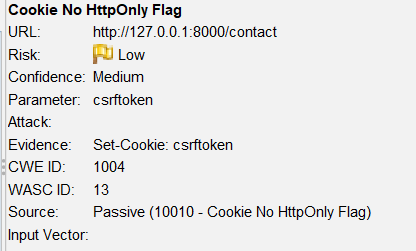 Cookie No HttpOnly Flag
URL: http://127.0.0.1:8000/contact
Risk: Low
Confidence: Medium
Parameter: csrftoken
Attack:
Evidence: Set-Cookie: csrftoken
CWE ID: 1004
WASC ID: 13
Source: Passive (10010 - Cookie No HttpOnly Flag)
Input Vector: